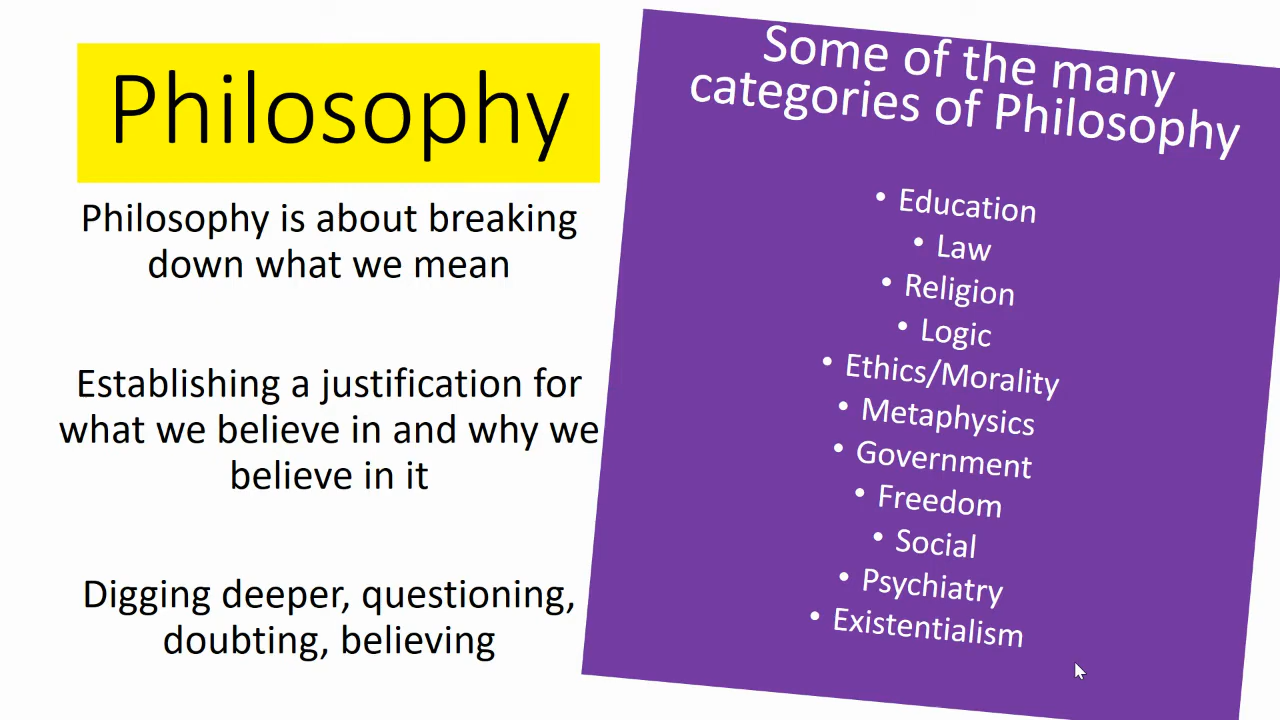 Philosophy
Philosophy is about breaking
down what we mean
Establishing a justification for
what we believe in and why we
believe in it
Digging deeper, questioning,
doubting, believing
Some of the many
categories of Philosophy
• Education
• Law
• Religion
• Logic
• Ethics/Morality
• Metaphysics
• Government
• Freedom
• Social
• Psychiatry
• Existentialism